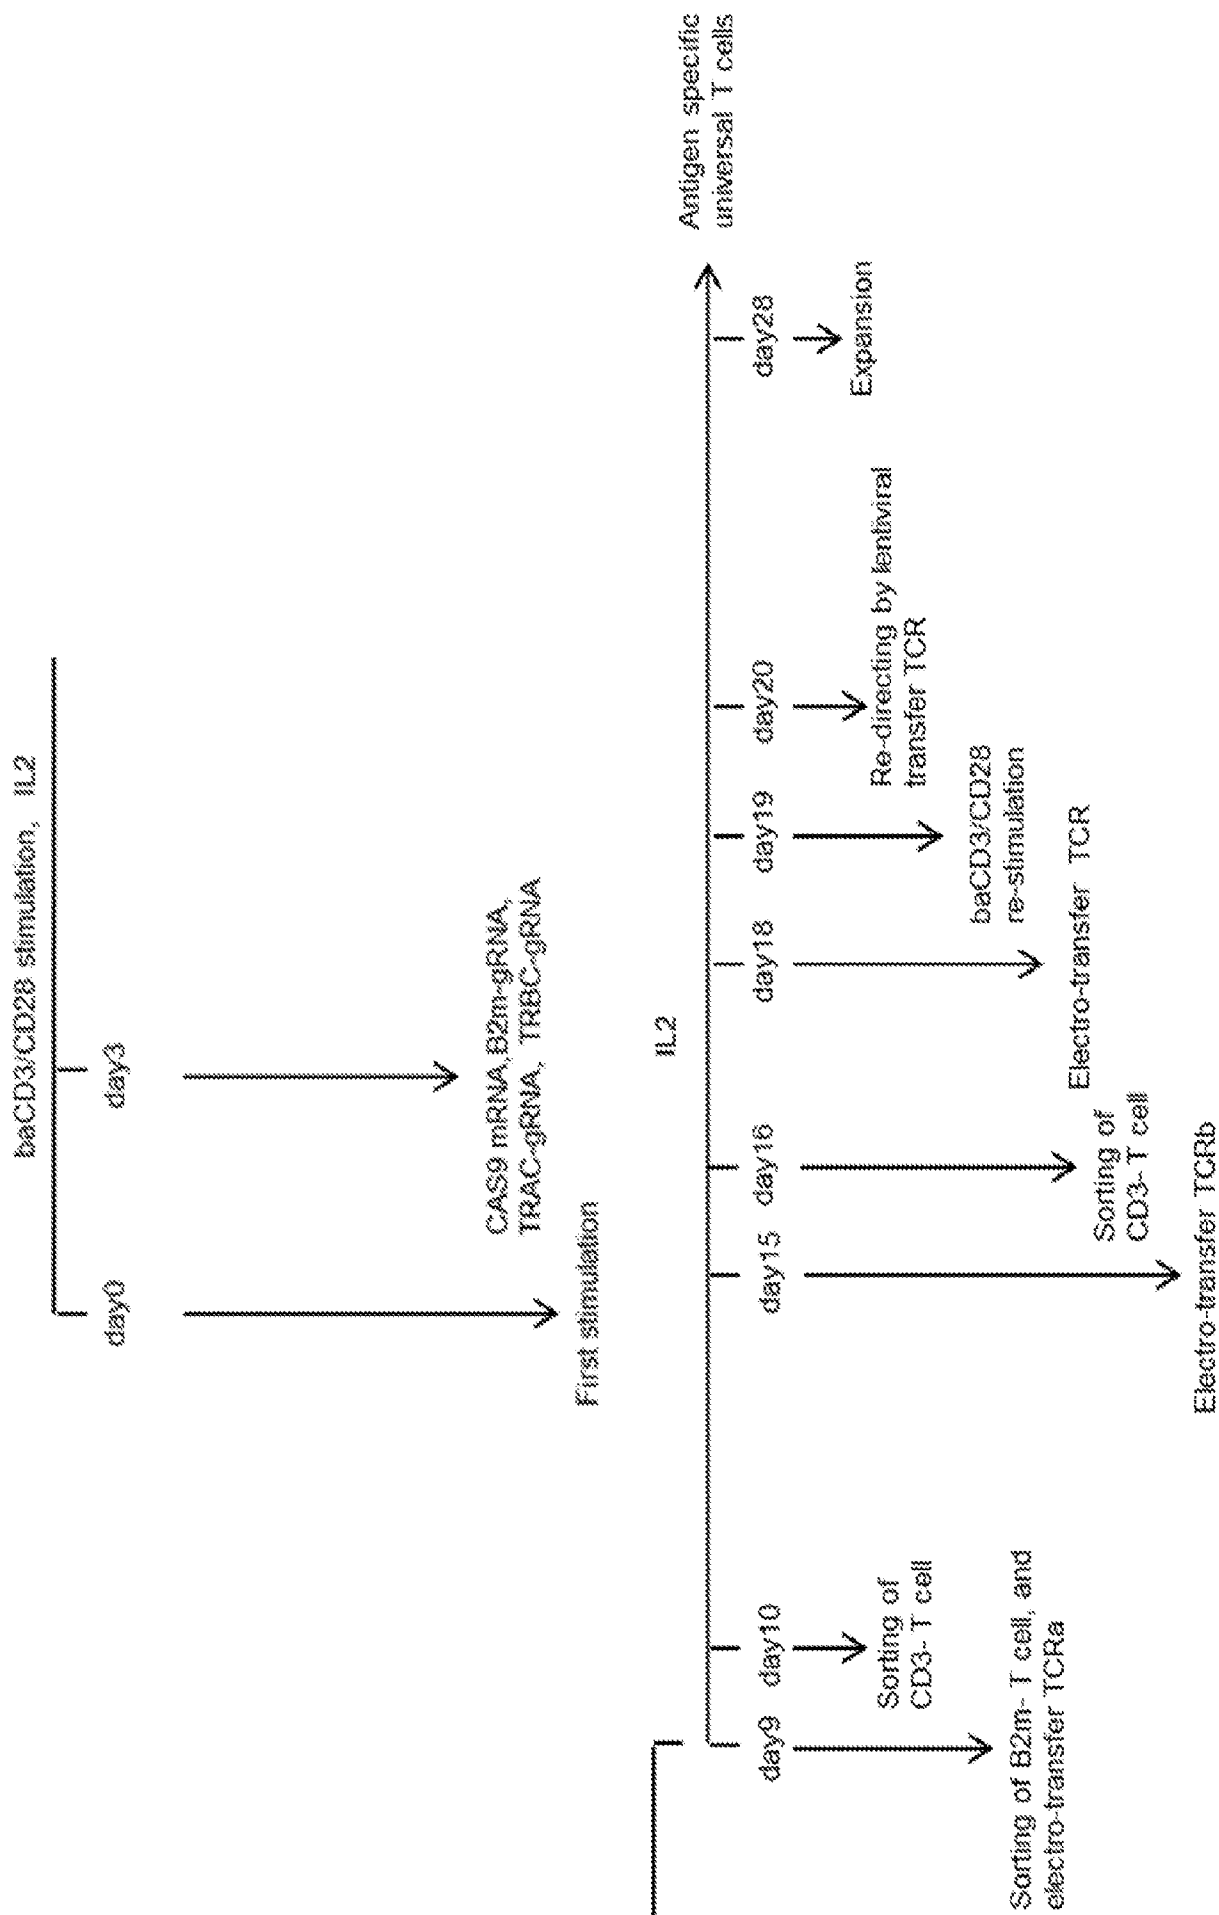 baCD3/CD28 stimulation, IL2
day0
day3
First stimulation
CAS9 mRNA,B2m-gRNA,
TRAC-gRNA, TRBC-gRNA
IL2
Antigen specific
universal T cells
day9
day10
day15
day16
day18
day19
day20
day28
Sorting of B2m- T cell, and
electro-transfer TCRa
Sorting of
CD3- T cell
Electro-transfer TCRb
Sorting of
CD3- T cell
Electro-transfer TCR
baCD3/CD28
re-stimulation
Re-directing by lentiviral
transfer TCR
Expansion